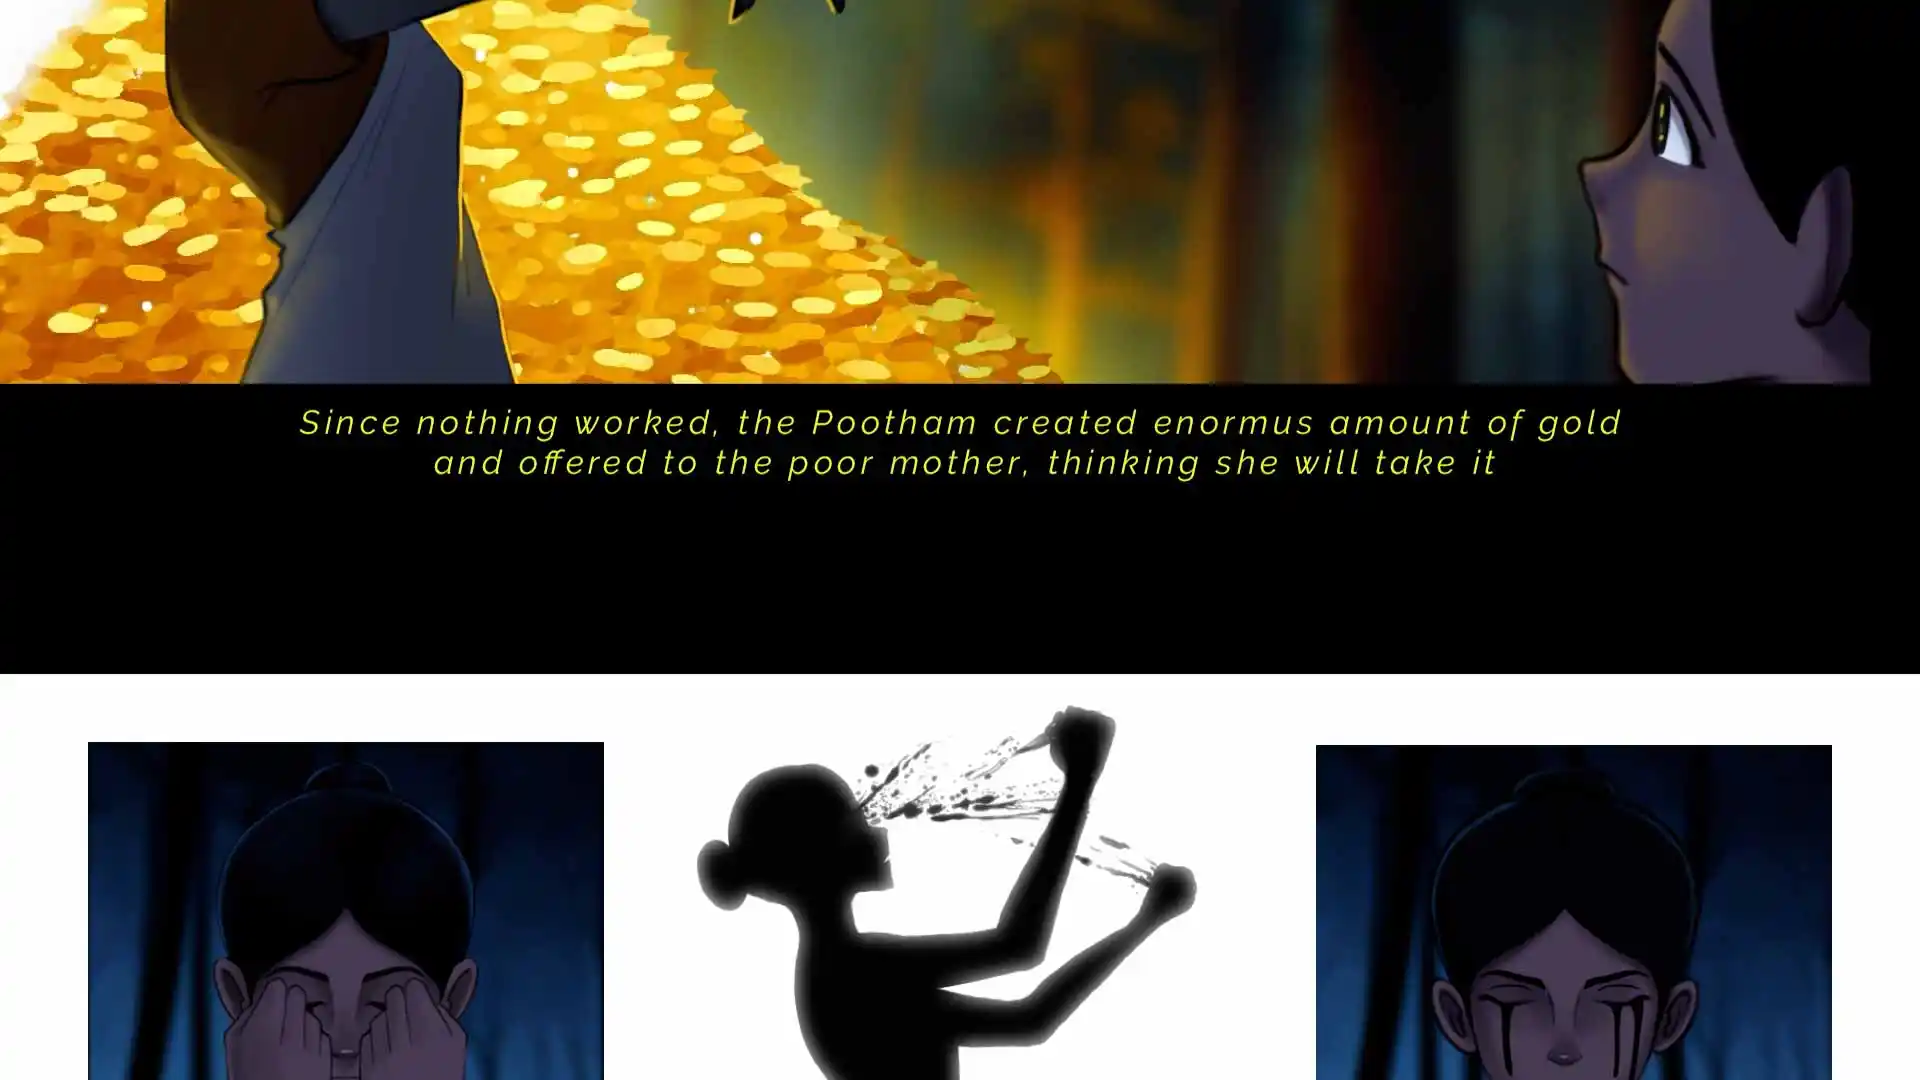 Since nothing worked, the Pootham created enormus amount of gold
and offered to the poor mother, thinking she will take it